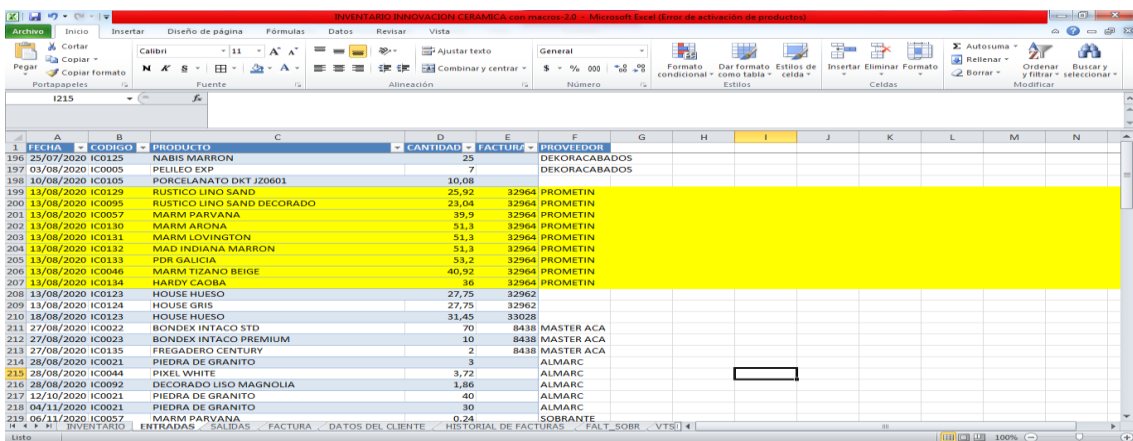 INVENTARIO INNOVACION CERAMICA con macros-2.0 - Microsoft Excel (Error de activación de productos)
Archivo Inicio Insertar Diseño de página Fórmulas Datos Revisar Vista
Cortar
Copiar
Copiar formato
Pegar
Portapapeles
Calibri 11
N K S
Fuente
Ajustar texto
Combinar y centrar
Alineación
General
$ % 000
Número
Formato condicional
Dar formato como tabla
Estilos de celda
Estilos
Insertar Eliminar Formato
Celdas
Autosuma
Rellenar
Borrar
Ordenar y filtrar
Buscar y seleccionar
Modificar
I215 fx
A B C D E F G H I J K L M N
1 FECHA CODIGO PRODUCTO CANTIDAD FACTURA PROVEEDOR
196 25/07/2020 IC0125 NABIS MARRON 25 DEKORACABADOS
197 03/08/2020 IC0005 PELILEO EXP 7 DEKORACABADOS
198 10/08/2020 IC0105 PORCELANATO DKT JZ0601 10,08
199 13/08/2020 IC0129 RUSTICO LINO SAND 25,92 32964 PROMETIN
200 13/08/2020 IC0095 RUSTICO LINO SAND DECORADO 23,04 32964 PROMETIN
201 13/08/2020 IC0057 MARM PARVANA 39,9 32964 PROMETIN
202 13/08/2020 IC0130 MARM ARONA 51,3 32964 PROMETIN
203 13/08/2020 IC0131 MARM LOVINGTON 51,3 32964 PROMETIN
204 13/08/2020 IC0132 MAD INDIANA MARRON 51,3 32964 PROMETIN
205 13/08/2020 IC0133 PDR GALICIA 53,2 32964 PROMETIN
206 13/08/2020 IC0046 MARM TIZANO BEIGE 40,92 32964 PROMETIN
207 13/08/2020 IC0134 HARDY CAOBA 36 32964 PROMETIN
208 13/08/2020 IC0123 HOUSE HUESO 27,75 32962
209 13/08/2020 IC0124 HOUSE GRIS 27,75 32962
210 18/08/2020 IC0123 HOUSE HUESO 31,45 33028
211 27/08/2020 IC0022 BONDEX INTACO STD 70 8438 MASTER ACA
212 27/08/2020 IC0023 BONDEX INTACO PREMIUM 10 8438 MASTER ACA
213 27/08/2020 IC0135 FREGADERO CENTURY 2 8438 MASTER ACA
214 28/08/2020 IC0021 PIEDRA DE GRANITO 3 ALMARC
215 28/08/2020 IC0044 PIXEL WHITE 3,72 ALMARC
216 28/08/2020 IC0092 DECORADO LISO MAGNOLIA 1,86 ALMARC
217 12/10/2020 IC0021 PIEDRA DE GRANITO 40 ALMARC
218 04/11/2020 IC0021 PIEDRA DE GRANITO 30 ALMARC
219 06/11/2020 IC0057 MARM PARVANA 0,24 SOBRANTE
INVENTARIO ENTRADAS SALIDAS FACTURA DATOS DEL CLIENTE HISTORIAL DE FACTURAS FALT_SOBR VTS
Listo 100%